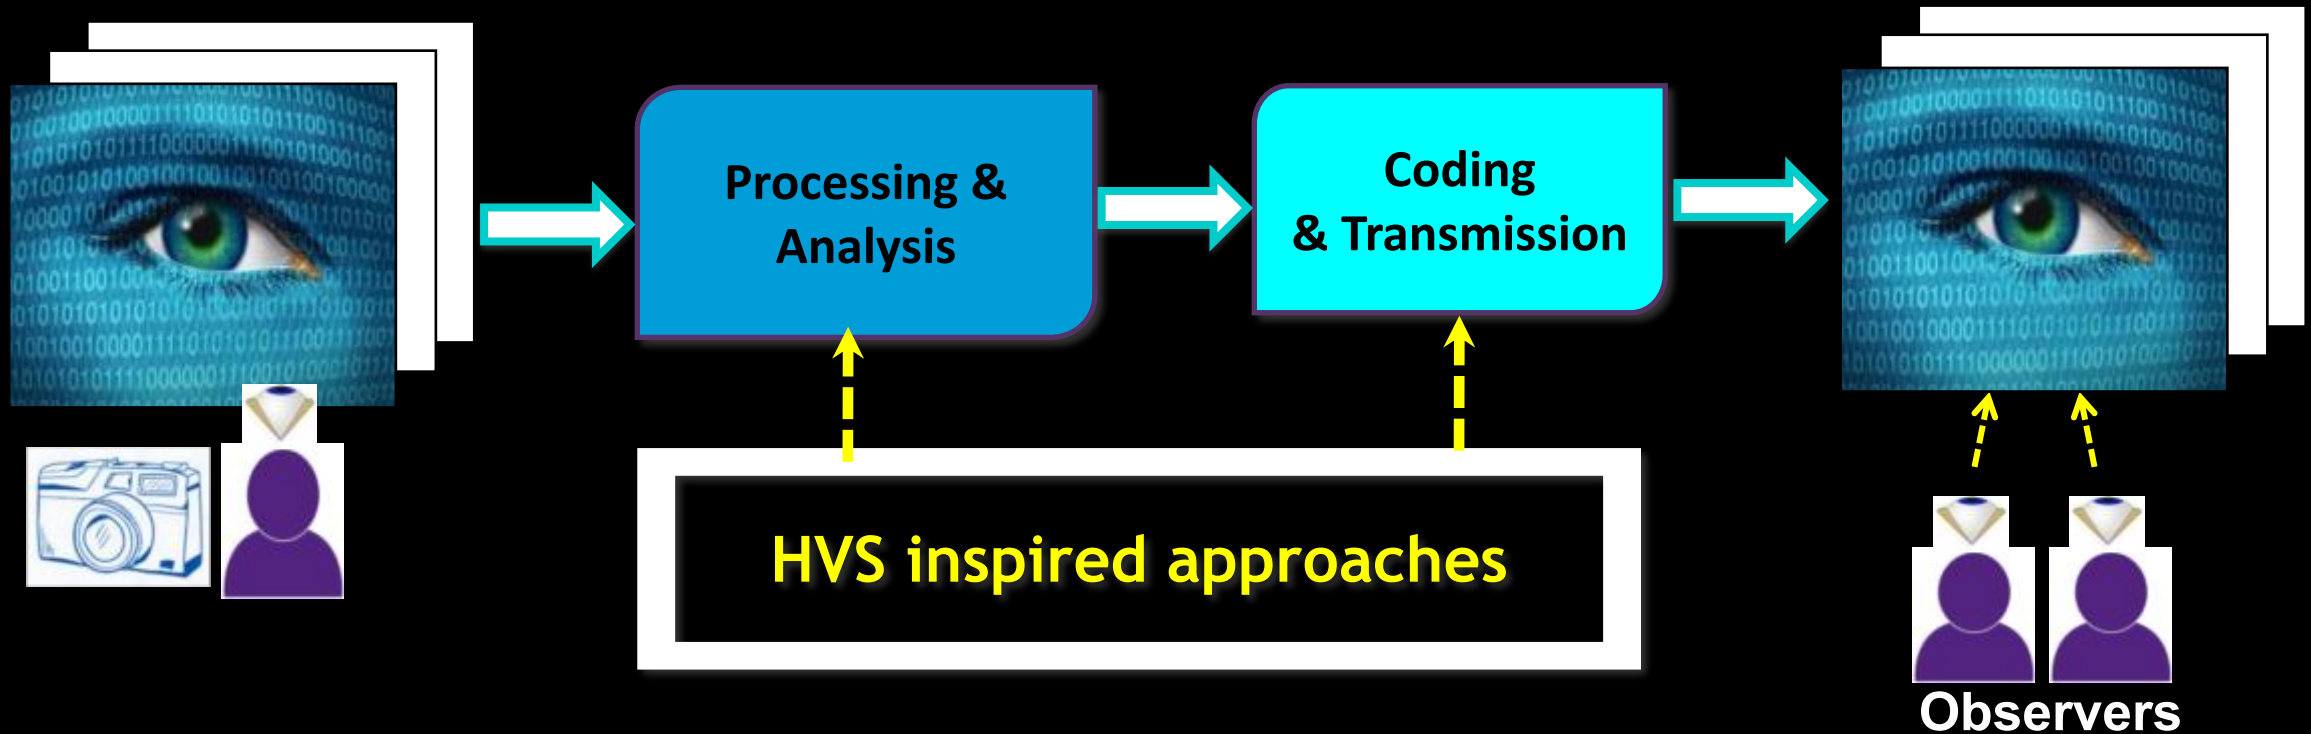 Processing &
Analysis
Coding
& Transmission
HVS inspired approaches
Observers